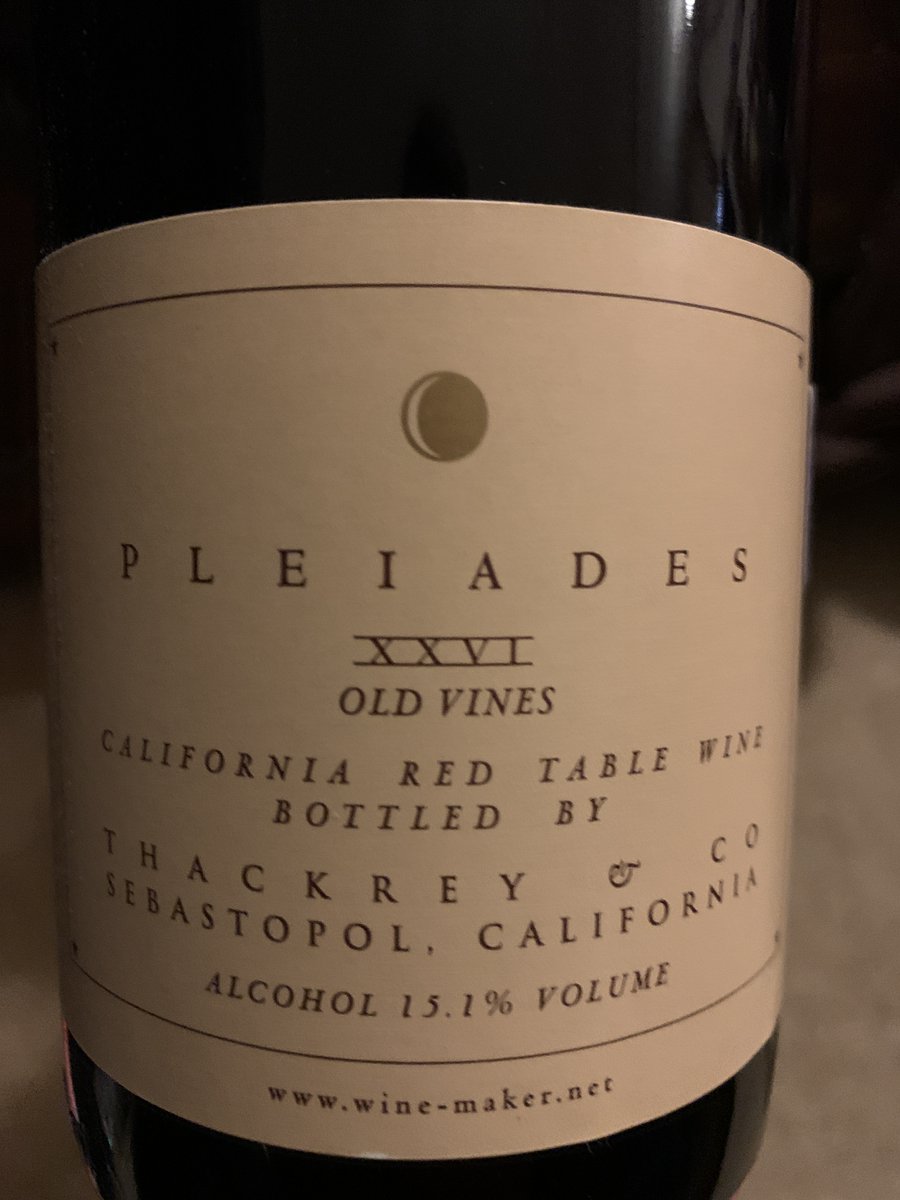 PLEIADES
XXVI
OLD VINES
CALIFORNIA RED TABLE WINE
BOTTLED BY
THACKREY & CO
SEBASTOPOL, CALIFORNIA
ALCOHOL 15.1% VOLUME
www.wine-maker.net